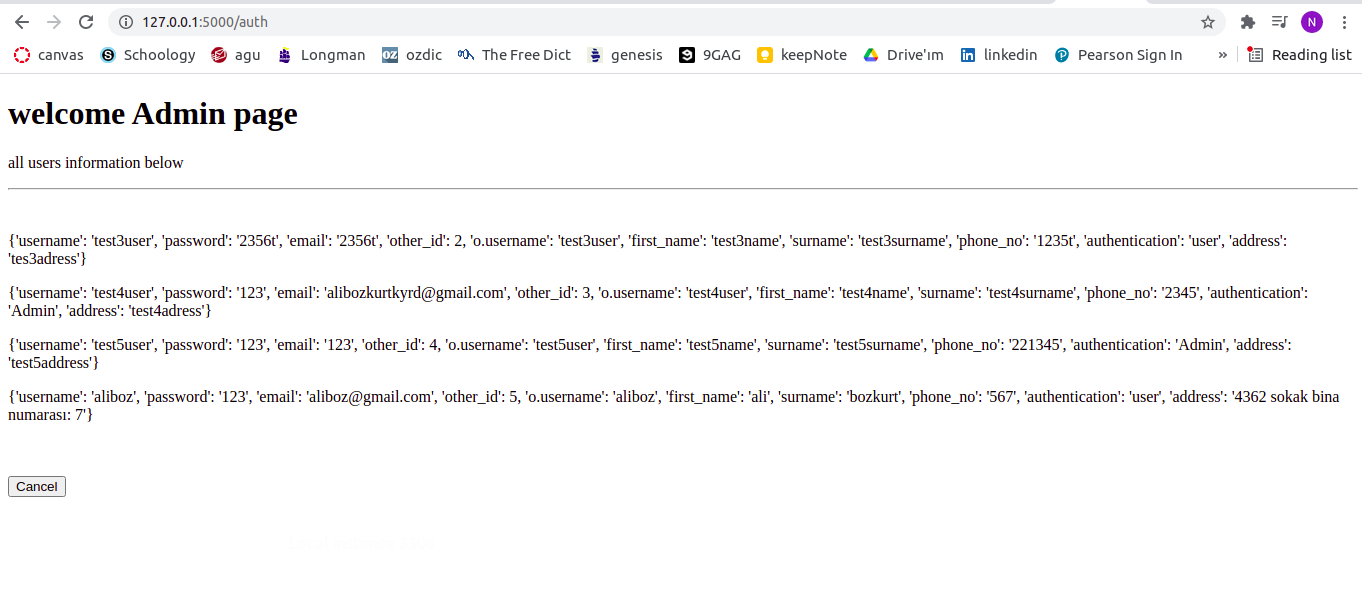 127.0.0.1:5000/auth
N
canvas Schoology agu Longman ozdic The Free Dict genesis 9GAG keepNote Drive'ım linkedin Pearson Sign In » Reading list
welcome Admin page
all users information below
{'username': 'test3user', 'password': '2356t', 'email': '2356t', 'other_id': 2, 'o.username': 'test3user', 'first_name': 'test3name', 'surname': 'test3surname', 'phone_no': '1235t', 'authentication': 'user', 'address':
'tes3adress'}
{'username': 'test4user', 'password': '123', 'email': 'alibozkurtkyrd@gmail.com', 'other_id': 3, 'o.username': 'test4user', 'first_name': 'test4name', 'surname': 'test4surname', 'phone_no': '2345', 'authentication':
'Admin', 'address': 'test4adress'}
{'username': 'test5user', 'password': '123', 'email': '123', 'other_id': 4, 'o.username': 'test5user', 'first_name': 'test5name', 'surname': 'test5surname', 'phone_no': '221345', 'authentication': 'Admin', 'address':
'test5address'}
{'username': 'aliboz', 'password': '123', 'email': 'aliboz@gmail.com', 'other_id': 5, 'o.username': 'aliboz', 'first_name': 'ali', 'surname': 'bozkurt', 'phone_no': '567', 'authentication': 'user', 'address': '4362 sokak bina
numarası: 7'}
Cancel